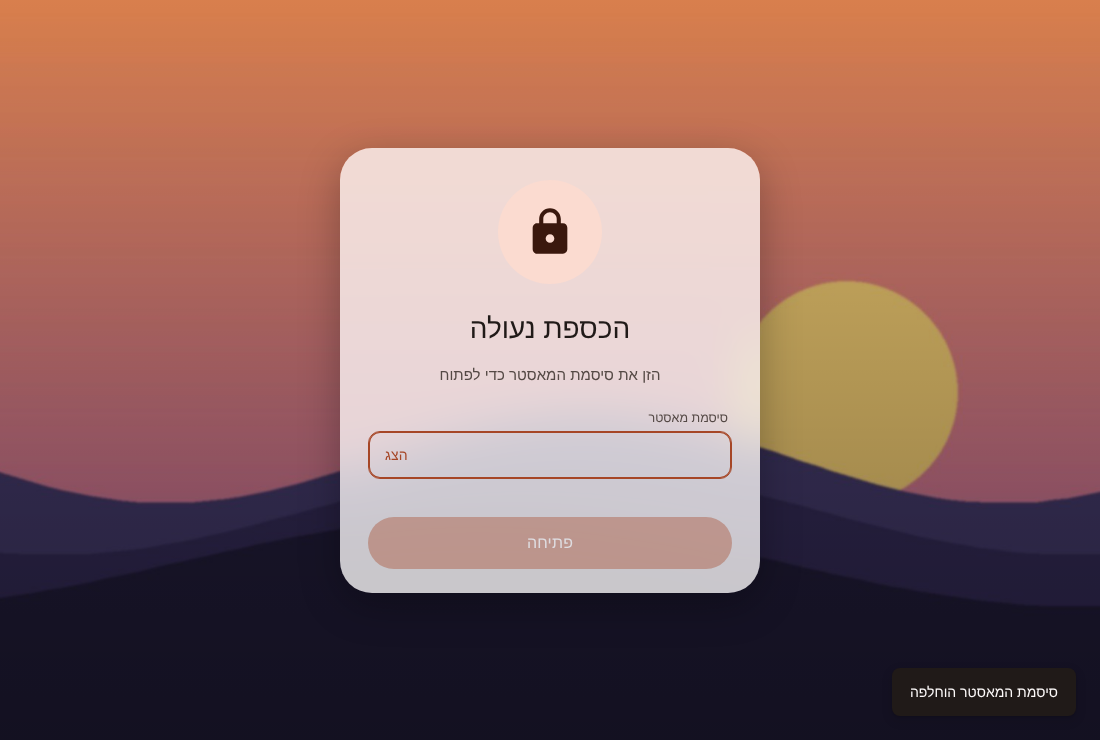 הכספת נעולה
הזן את סיסמת המאסטר כדי לפתוח
סיסמת מאסטר
הצג
פתיחה
סיסמת המאסטר הוחלפה